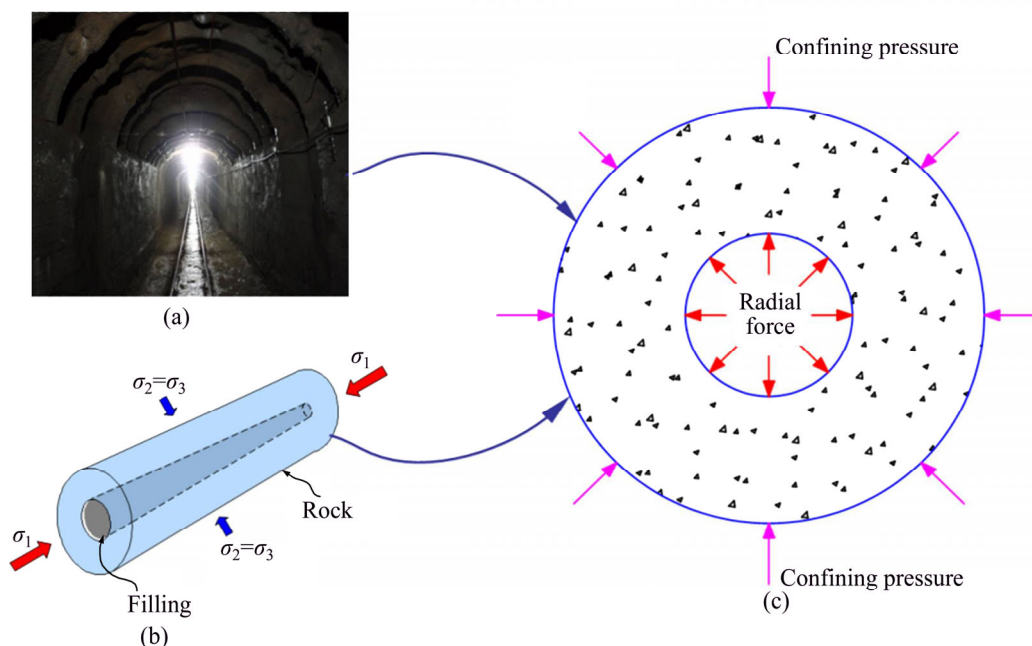 Confining pressure
Radial
force
(a)
σ1
σ2=σ3
Rock
σ1
σ2=σ3
Filling
(b)
Confining pressure
(c)